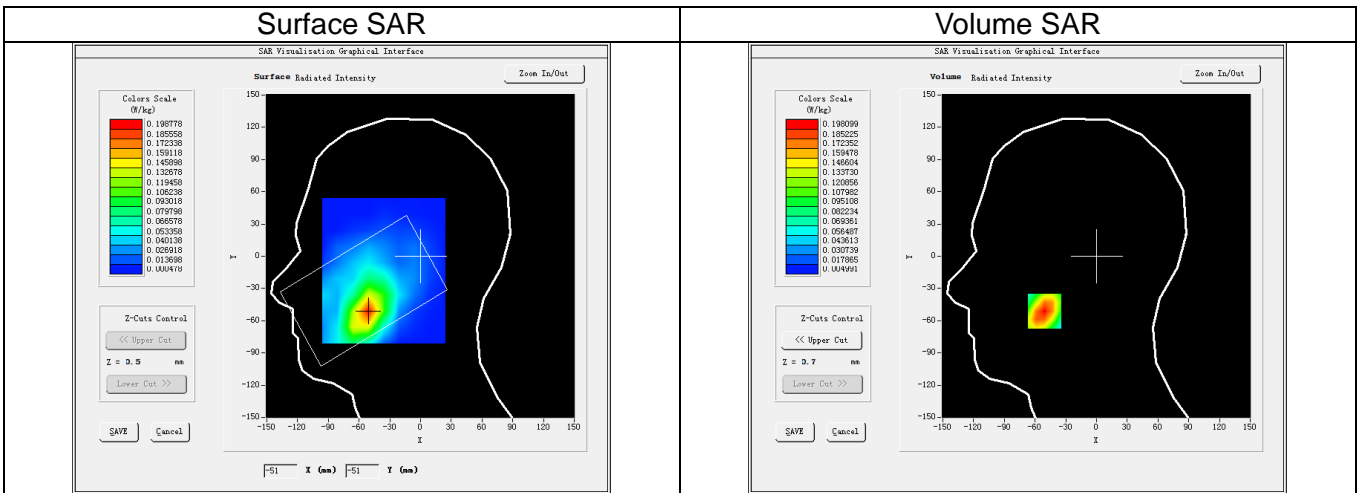 Surface SAR
SAR Visualisation Graphical Interface
Surface Radiated Intensity
Zoom In/Out
Colors Scale
(W/kg)
0.198778
0.185558
0.172338
0.159118
0.145898
0.132678
0.119458
0.106238
0.093018
0.079798
0.066578
0.053358
0.040138
0.026918
0.013698
0.000478
Z-Cuts Control
<< Upper Cut
Z = 0.5 mm
Lower Cut >>
SAVE Cancel
150
120
90
60
30
0
-30
-60
-90
-120
-150
Y
-150 -120 -90 -60 -30 0 30 60 90 120 150
X
-51 X (mm) -51 Y (mm)
Volume SAR
SAR Visualisation Graphical Interface
Volume Radiated Intensity
Zoom In/Out
Colors Scale
(W/kg)
0.198099
0.185225
0.172352
0.159478
0.146604
0.133730
0.120856
0.107982
0.095108
0.082234
0.069361
0.056487
0.043613
0.030739
0.017865
0.004991
Z-Cuts Control
<< Upper Cut
Z = 0.7 mm
Lower Cut >>
SAVE Cancel
150
120
90
60
30
0
-30
-60
-90
-120
-150
Y
-150 -120 -90 -60 -30 0 30 60 90 120 150
X